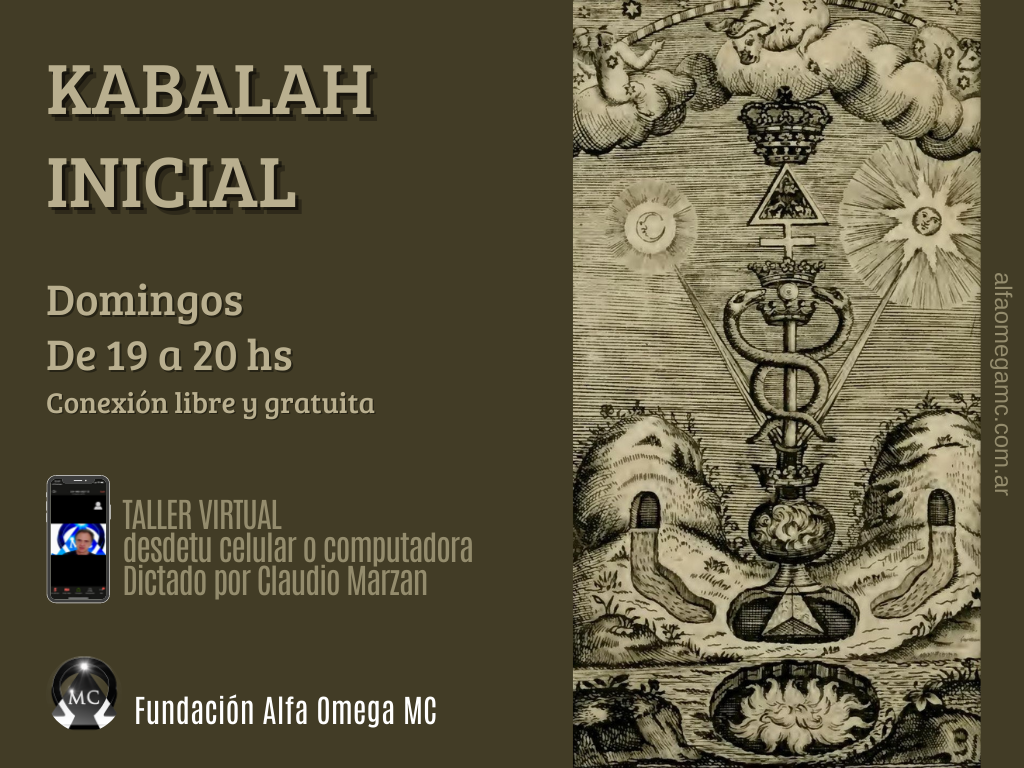 KABALAH
INICIAL
Domingos
De 19 a 20 hs
Conexión libre y gratuita
TALLER VIRTUAL
desdetu celular o computadora
Dictado por Claudio Marzan
MC
Fundación Alfa Omega MC
alfaomegamc.com.ar